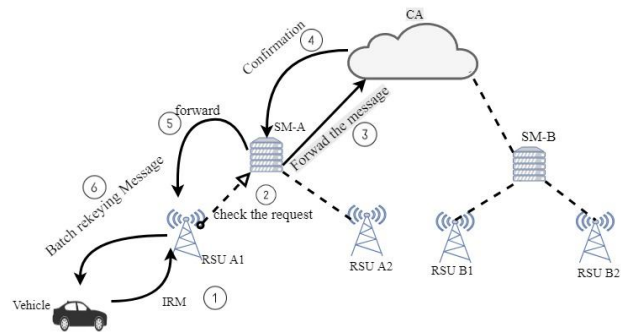 CA
Confirmation
4
Forwad the message
3
5
forward
SM-A
SM-B
6
Batch rekeying Message
2
check the request
RSU A1
RSU A2
RSU B1
RSU B2
Vehicle
IRM
1